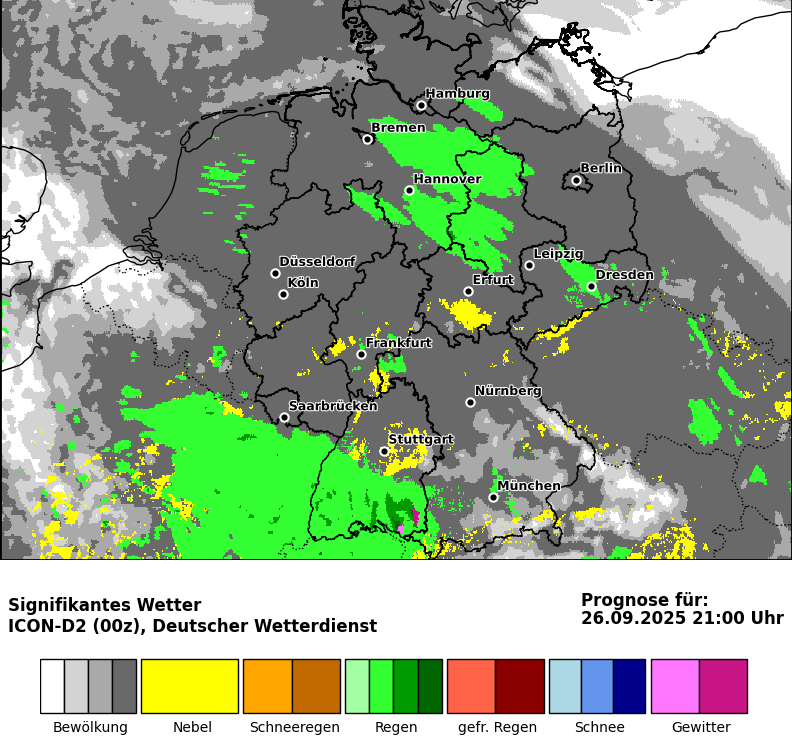 Hamburg
Bremen
Berlin
Hannover
Leipzig
Düsseldorf
Dresden
Erfurt
Köln
Frankfurt
Nürnberg
Saarbrücken
Stuttgart
München
Signifikantes Wetter
ICON-D2 (00z), Deutscher Wetterdienst
Prognose für:
26.09.2025 21:00 Uhr
Bewölkung Nebel Schneeregen Regen gefr. Regen Schnee Gewitter